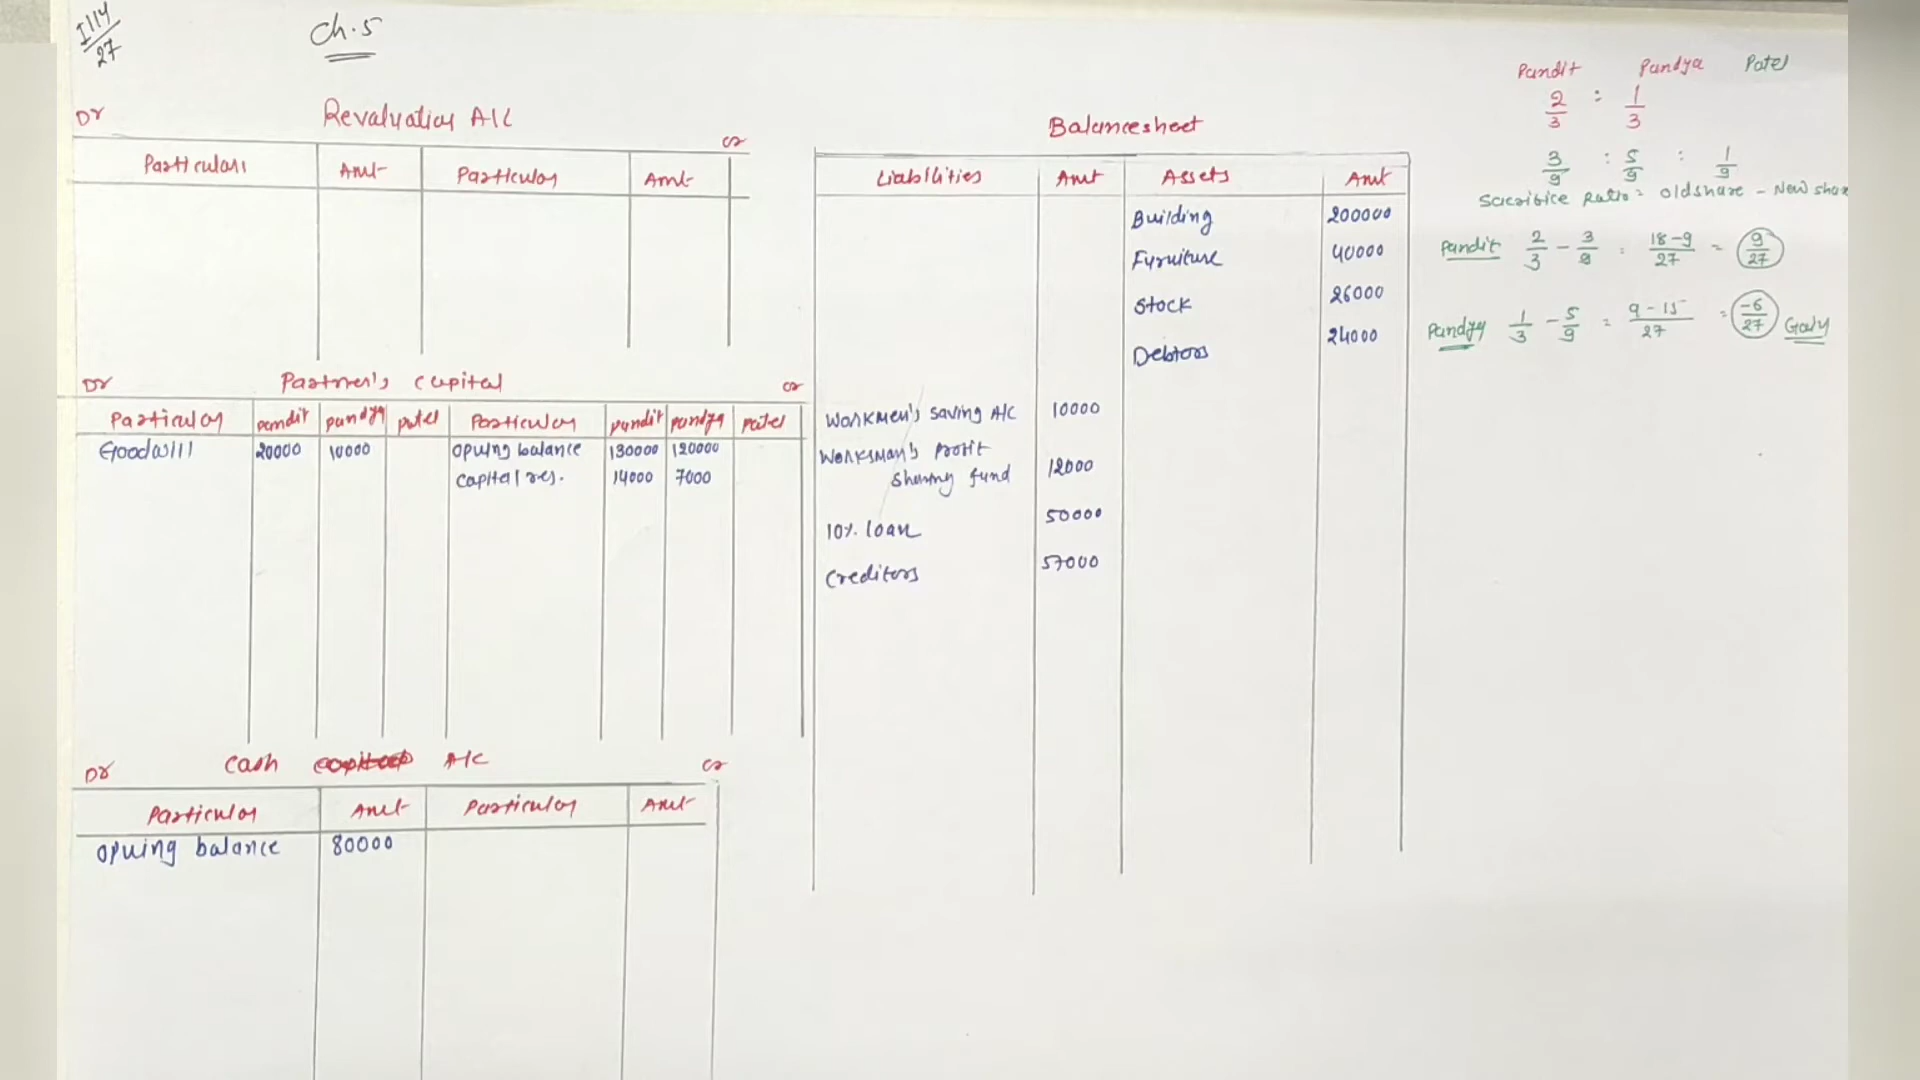 I114
27
Ch.5
Dr Revaluation A/c Cr
Particulars Amt Particular Amt
Dr Partner's Capital Cr
Particular pandit pandya patel Particular pandit pandya patel
Goodwill 20000 10000 opening balance 130000 120000
capital res. 14000 7000
Dr Cash A/c Cr
Particular Amt Particular Amt
opening balance 80000
Balancesheet
Liabilities Amt Assets Amt
Building 200000
Furniture 40000
Stock 26000
Debtors 24000
Workmen's saving A/c 10000
Worksman's Profit
sharing fund 12000
10% loan 50000
Creditors 57000
Pandit Pandya Patel
2/3 : 1/3
3/9 : 5/9 : 1/9
Sacrifice Ratio = Old share - New
Pandit 2/3 - 3/9 = 18-9/27 = 9/27
Pandya 1/3 - 5/9 = 9-15/27 = -6/27